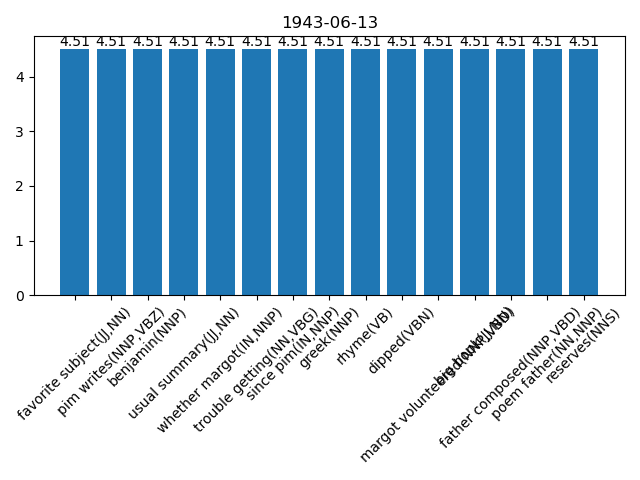 1943-06-13
4.51 4.51 4.51 4.51 4.51 4.51 4.51 4.51 4.51 4.51 4.51 4.51 4.51 4.51 4.51
4
3
2
1
0
favorite subject(JJ,NN)
pim writes(NNP,VBZ)
benjamin(NNP)
usual summary(JJ,NN)
whether margot(IN,NNP)
trouble getting(NN,VBG)
since pim(IN,NNP)
greek(NNP)
rhyme(VB)
dipped(VBN)
margot volunteered(NNP,VBD)
father composed(NNP,VBD)
poem father(NN,NNP)
reserves(NNS)